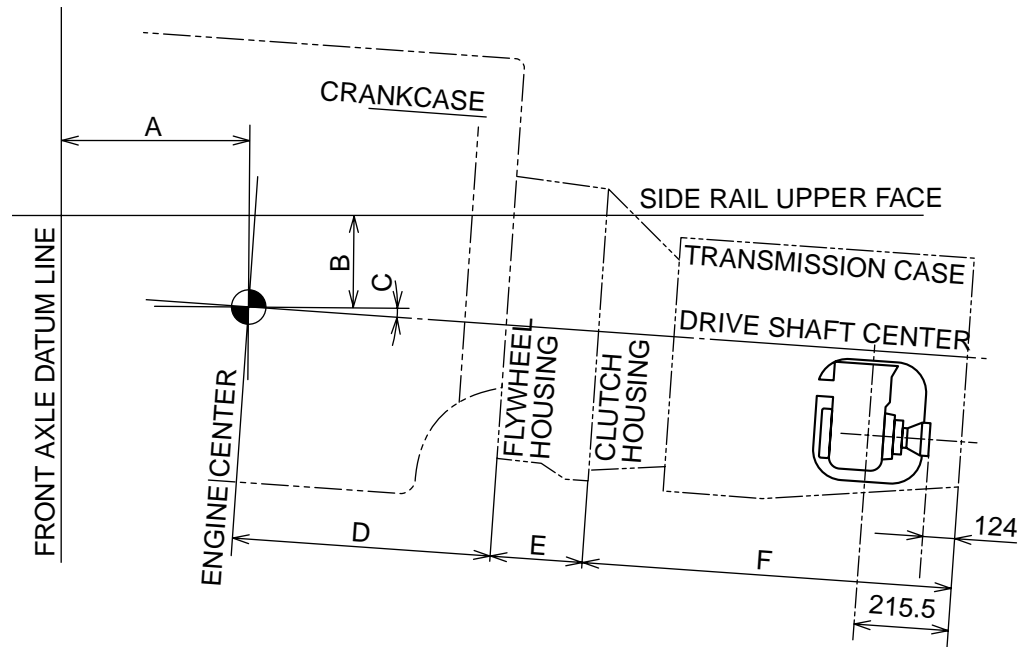 CRANKCASE
A
SIDE RAIL UPPER FACE
FRONT AXLE DATUM LINE
B
C
TRANSMISSION CASE
DRIVE SHAFT CENTER
FLYWHEEL
HOUSING
CLUTCH
HOUSING
ENGINE CENTER
D
E
F
124
215.5